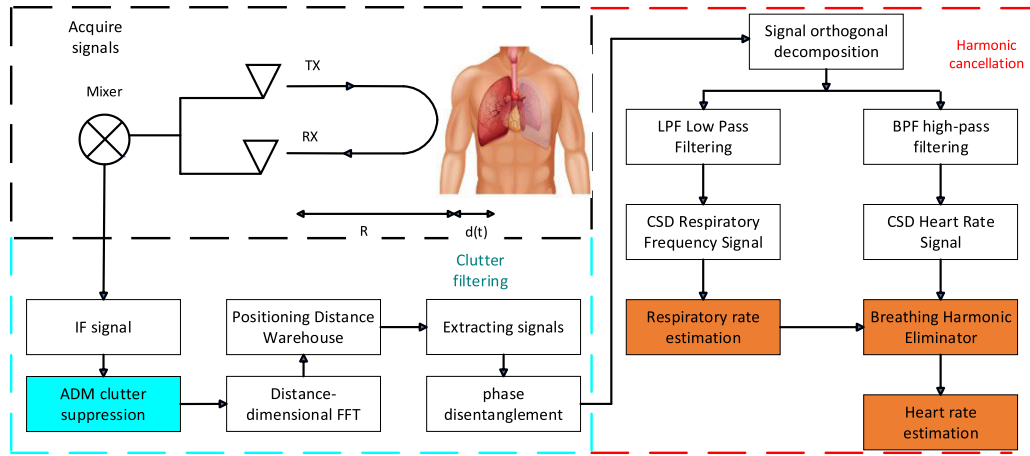 Acquire
signals
Mixer
TX
RX
R
d(t)
Clutter
filtering
IF signal
ADM clutter
suppression
Positioning Distance
Warehouse
Distance-
dimensional FFT
Extracting signals
phase
disentanglement
Signal orthogonal
decomposition
Harmonic
cancellation
LPF Low Pass
Filtering
BPF high-pass
filtering
CSD Respiratory
Frequency Signal
CSD Heart Rate
Signal
Respiratory rate
estimation
Breathing Harmonic
Eliminator
Heart rate
estimation